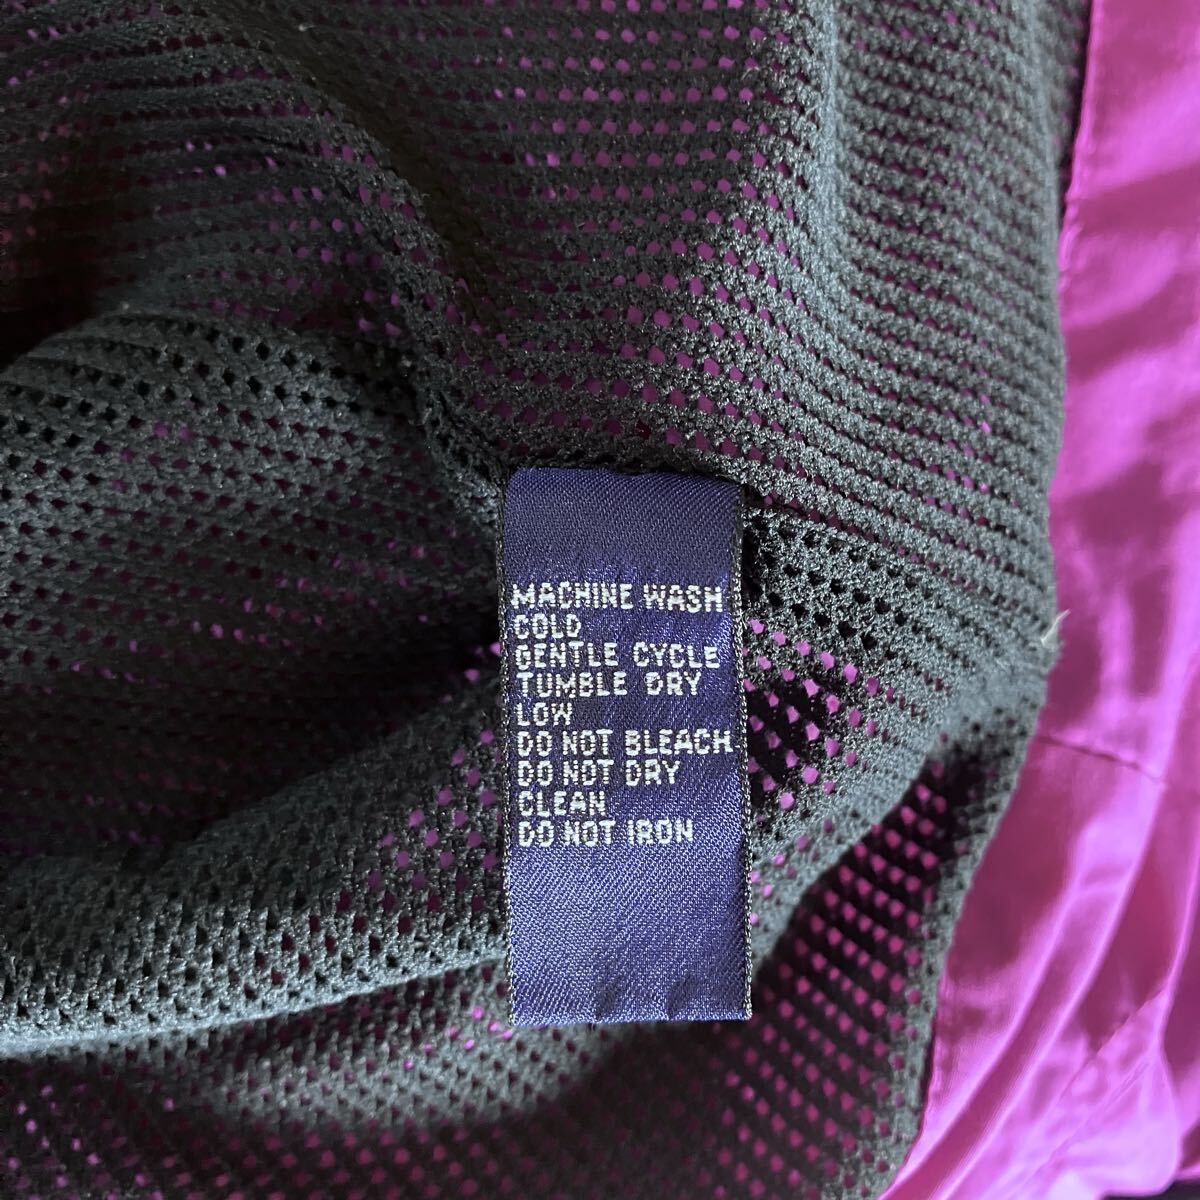 MACHINE WASH
COLD
GENTLE CYCLE
TUMBLE DRY
LOW
DO NOT BLEACH
DO NOT DRY
CLEAN
DO NOT IRON